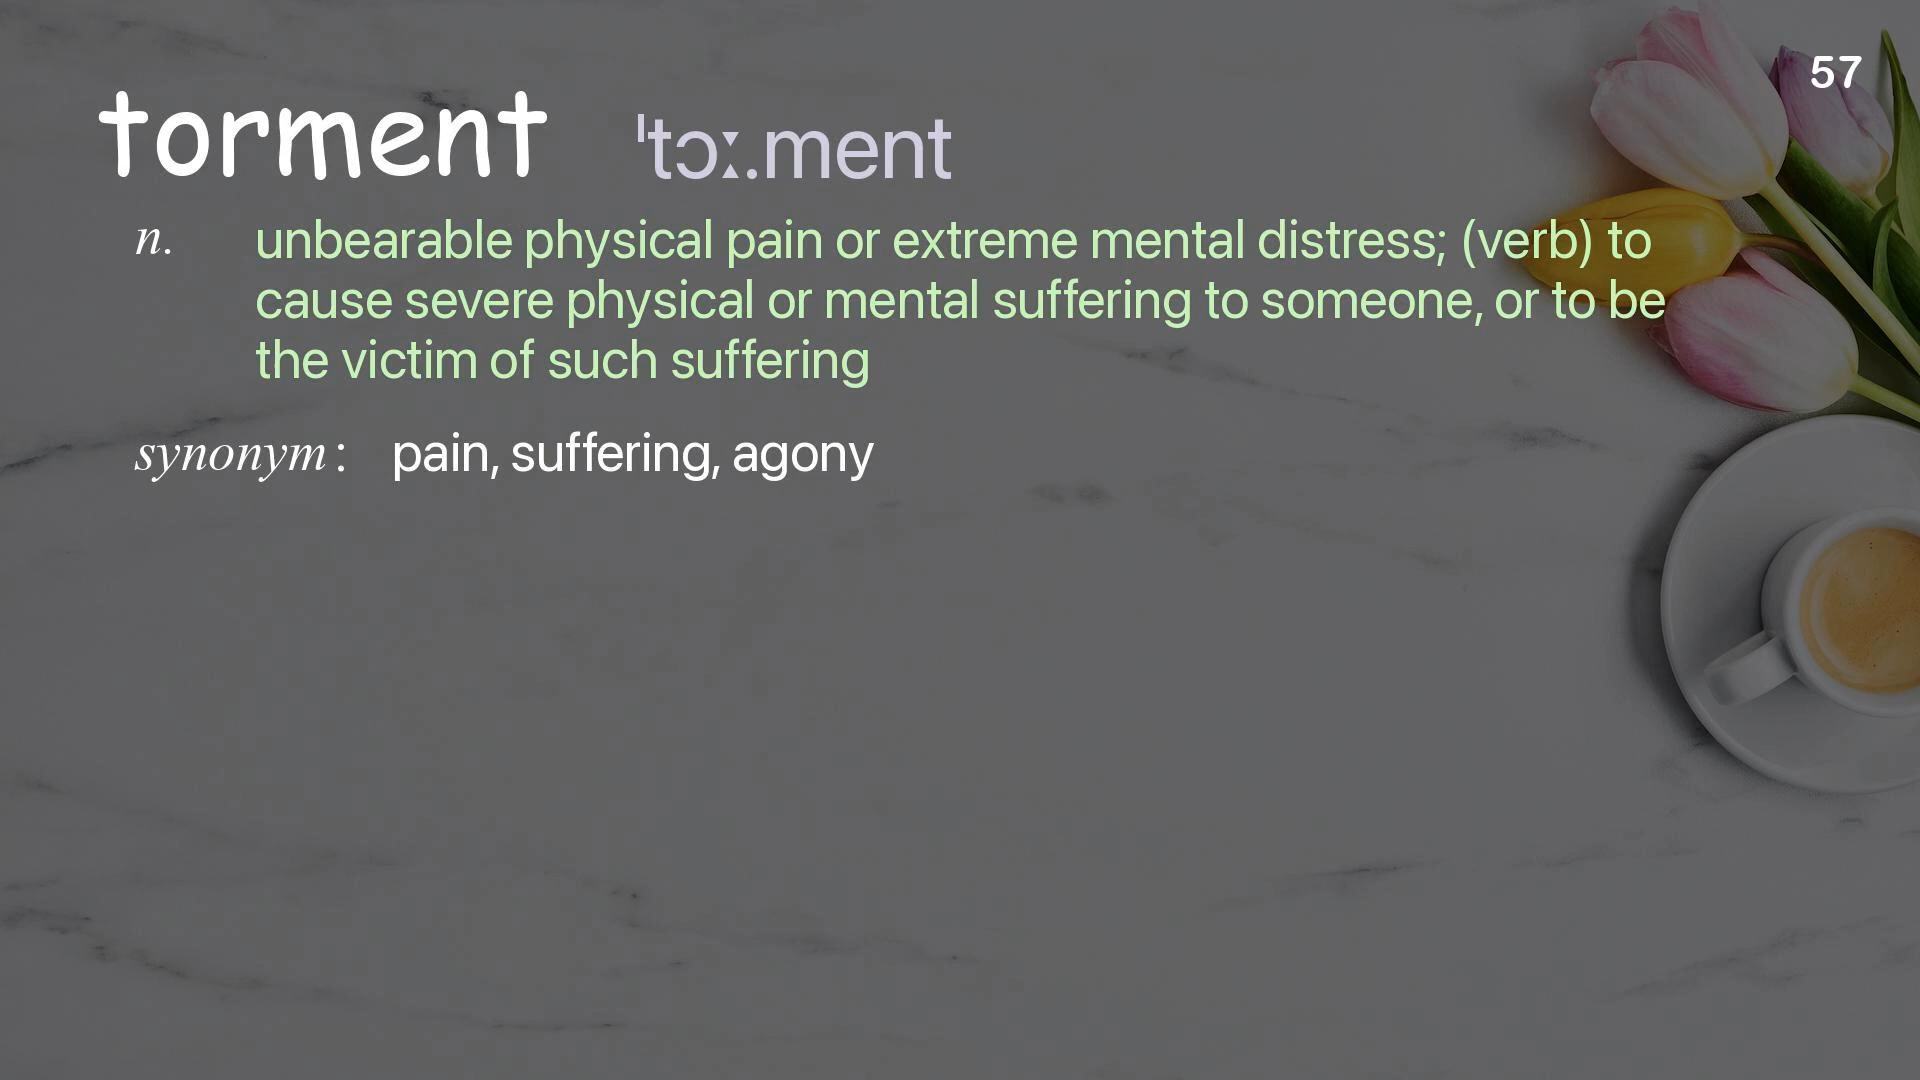 57
torment ˈtɔː.ment
n. unbearable physical pain or extreme mental distress; (verb) to
cause severe physical or mental suffering to someone, or to be
the victim of such suffering
synonym : pain, suffering, agony